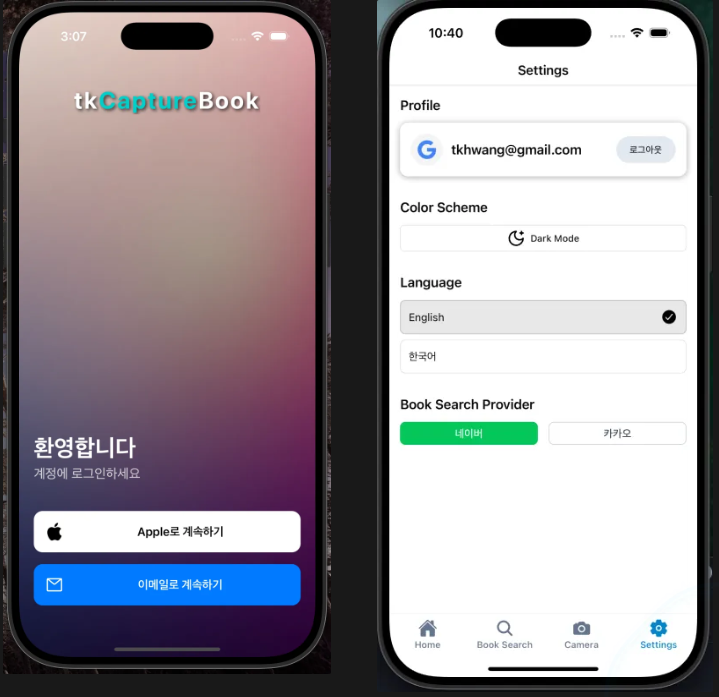 3:07
tkCaptureBook
환영합니다
계정에 로그인하세요
Apple로 계속하기
이메일로 계속하기
10:40
Settings
Profile
G tkhwang@gmail.com 로그아웃
Color Scheme
Dark Mode
Language
English
한국어
Book Search Provider
네이버 카카오
Home Book Search Camera Settings